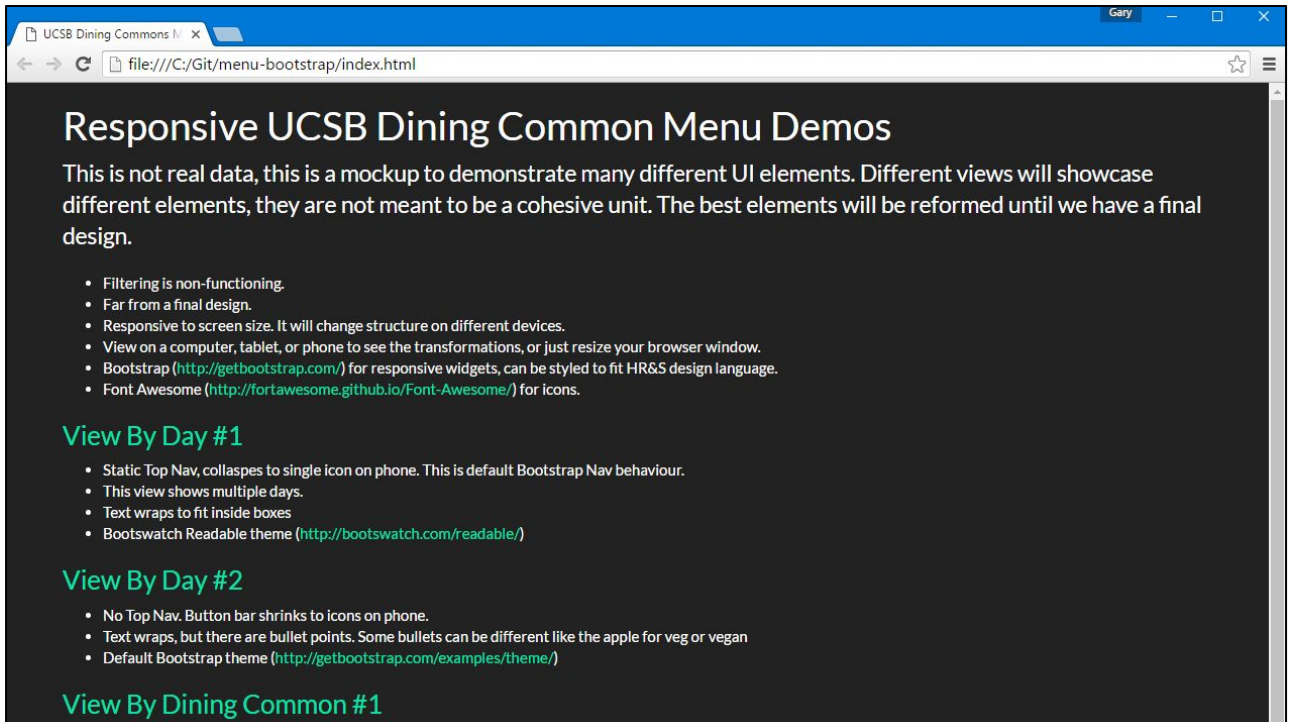 Gary
UCSB Dining Commons M
file:///C:/Git/menu-bootstrap/index.html
Responsive UCSB Dining Common Menu Demos
This is not real data, this is a mockup to demonstrate many different UI elements. Different views will showcase
different elements, they are not meant to be a cohesive unit. The best elements will be reformed until we have a final
design.
• Filtering is non-functioning.
• Far from a final design.
• Responsive to screen size. It will change structure on different devices.
• View on a computer, tablet, or phone to see the transformations, or just resize your browser window.
• Bootstrap (http://getbootstrap.com/) for responsive widgets, can be styled to fit HR&S design language.
• Font Awesome (http://fortawesome.github.io/Font-Awesome/) for icons.
View By Day #1
• Static Top Nav, collaspes to single icon on phone. This is default Bootstrap Nav behaviour.
• This view shows multiple days.
• Text wraps to fit inside boxes
• Bootswatch Readable theme (http://bootswatch.com/readable/)
View By Day #2
• No Top Nav. Button bar shrinks to icons on phone.
• Text wraps, but there are bullet points. Some bullets can be different like the apple for veg or vegan
• Default Bootstrap theme (http://getbootstrap.com/examples/theme/)
View By Dining Common #1